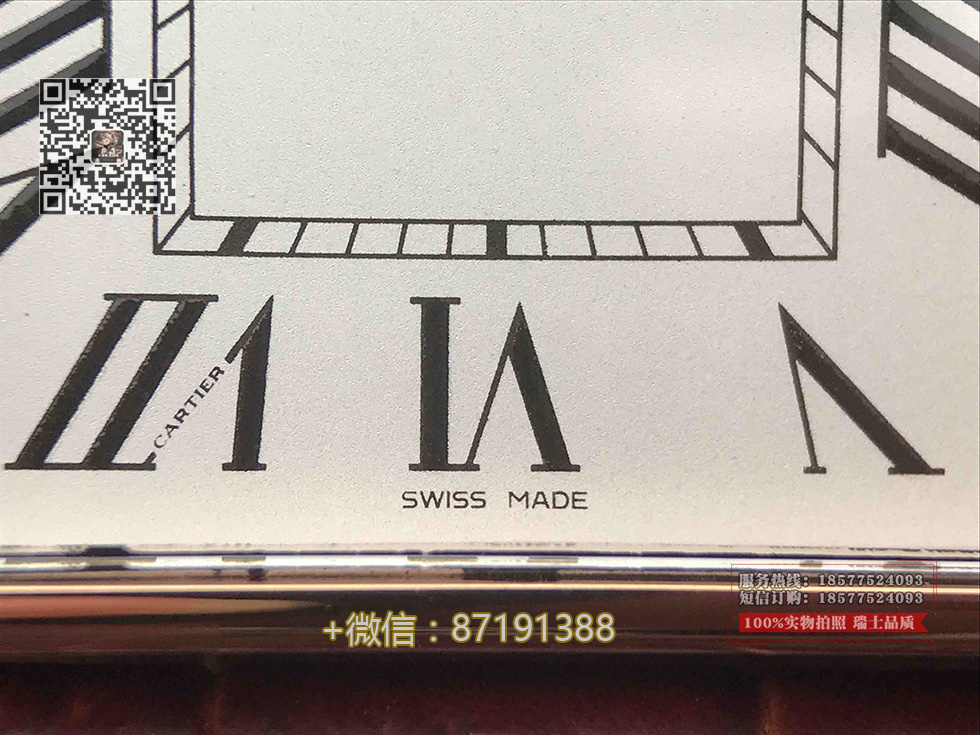 VII
CARTIER
VI
V
SWISS MADE
服务热线：18577524093
短信订购：18577524093
100%实物拍照 瑞士品质
+微信：87191388